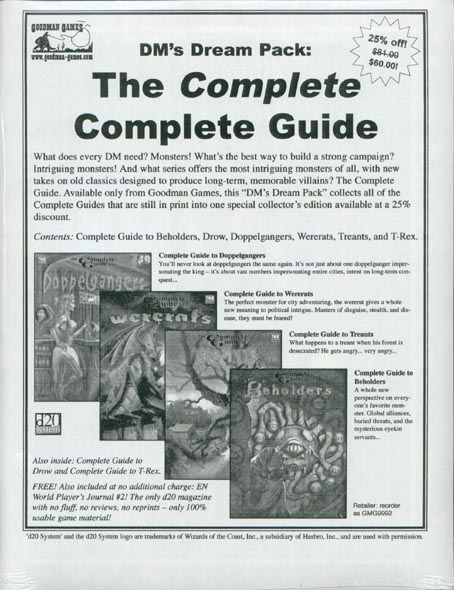 GOODMAN GAMES
www.goodman-games.com
DM's Dream Pack:
25% off!
$81.00
$60.00!
The Complete
Complete Guide
What does every DM need? Monsters! What's the best way to build a strong campaign?
Intriguing monsters! And what series offers the most intriguing monsters of all, with new
takes on old classics designed to produce long-term, memorable villains? The Complete
Guide. Available only from Goodman Games, this "DM's Dream Pack" collects all of the
Complete Guides that are still in print into one special collector's edition available at a 25%
discount.
Contents: Complete Guide to Beholders, Drow, Doppelgangers, Wererats, Treants, and T-Rex.
Complete Guide to Doppelgangers
You'll never look at doppelgangers the same again. It's not just about one doppelganger imper-
sonating the king – it's about vast numbers impersonating entire cities, intent on long-term con-
quest...
Complete Guide
Doppelgangers
Complete Guide to Wererats
The perfect monster for city adventuring, the wererat gives a whole
new meaning to political intrigue. Masters of disguise, stealth, and dis-
ease, they must be feared!
Complete Guide
wererats
Complete Guide to Treants
What happens to a treant when his forest is
desecrated? He gets angry... very angry...
Complete Guide to
Beholders
A whole new
perspective on every-
one's favorite mon-
ster. Global alliances,
buried threats, and the
mysterious eyekin
servants...
Beholders
d20
SYSTEM
Also inside: Complete Guide to
Drow and Complete Guide to T-Rex.
FREE! Also included at no additional charge: EN
World Player's Journal #2! The only d20 magazine
with no fluff, no reviews, no reprints – only 100%
usable game material!
Retailer: reorder
as GMG9992
'd20 System' and the d20 System logo are trademarks of Wizards of the Coast, Inc., a subsidiary of Hasbro, Inc., and are used with permission.